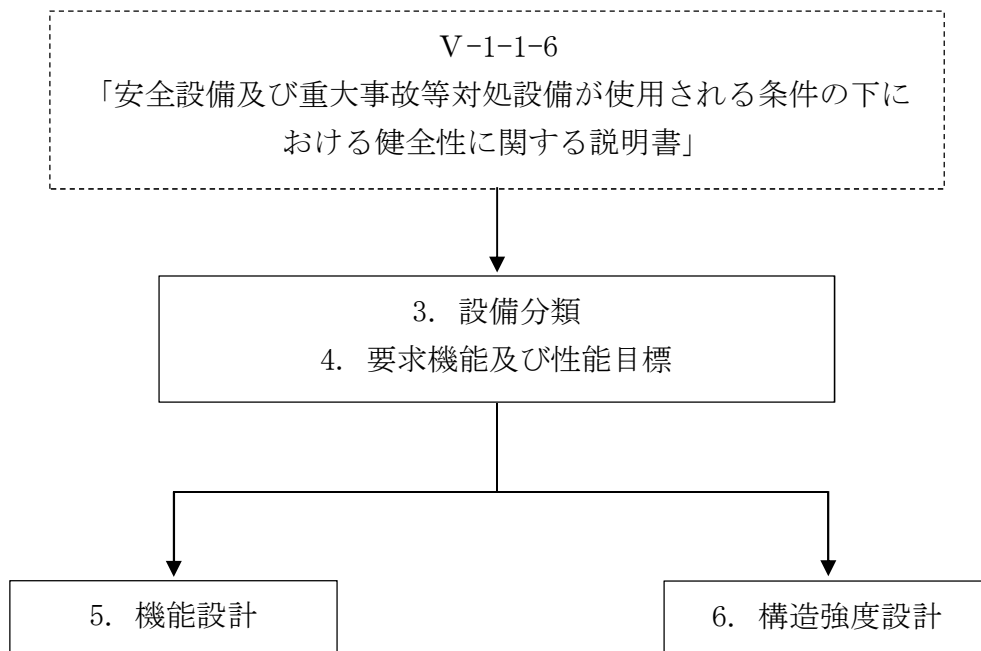 Ⅴ-1-1-6
「安全設備及び重大事故等対処設備が使用される条件の下に
おける健全性に関する説明書」
3. 設備分類
4. 要求機能及び性能目標
5. 機能設計
6. 構造強度設計